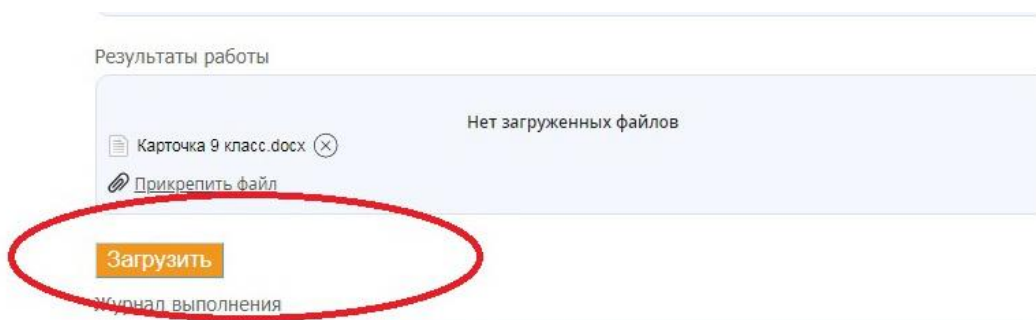 Результаты работы
Нет загруженных файлов
Карточка 9 класс.docx
Прикрепить файл
Загрузить
Журнал выполнения